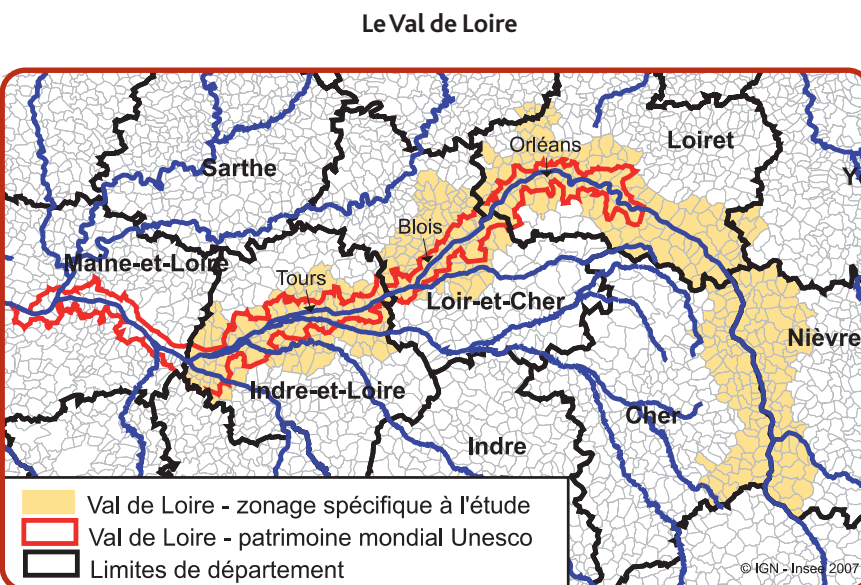 Le Val de Loire
Orléans
Loiret
Sarthe
Y
Blois
Maine-et-Loire
Tours
Loir-et-Cher
Nièvre
Indre-et-Loire
Cher
Indre
Val de Loire - zonage spécifique à l'étude
Val de Loire - patrimoine mondial Unesco
Limites de département
© IGN - Insee 2007